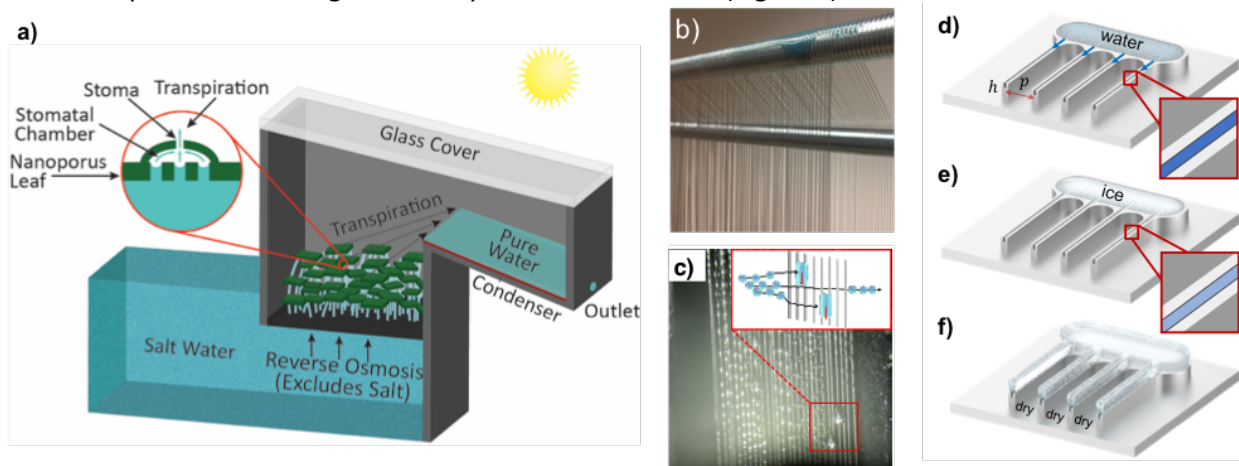 a)
Stoma
Transpiration
Stomatal
Chamber
Nanoporus
Leaf
Glass Cover
Transpiration
Pure
Water
Condenser
Outlet
Salt Water
Reverse Osmosis
(Excludes Salt)
b)
c)
d)
water
h
p
e)
ice
f)
dry
dry
dry